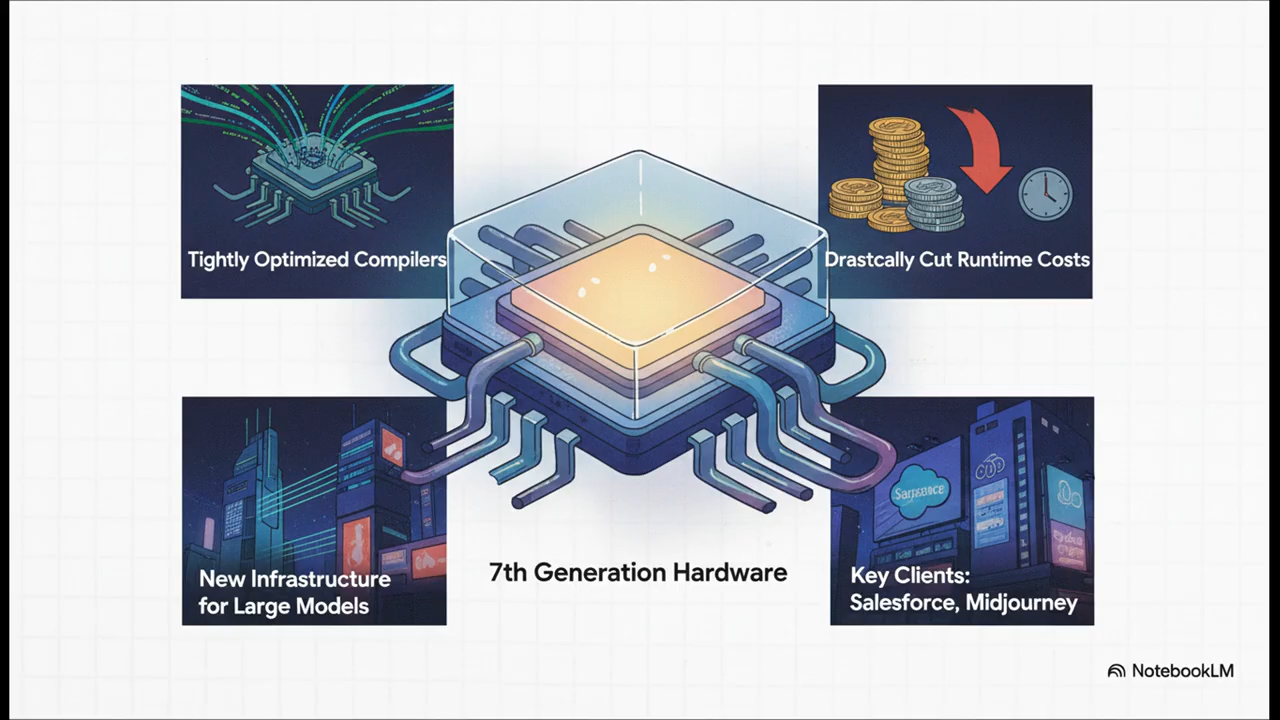 Tightly Optimized Compilers
Drastcally Cut Runtime Costs
New Infrastructure
for Large Models
7th Generation Hardware
Key Clients:
Salesforce, Midjourney
NotebookLM